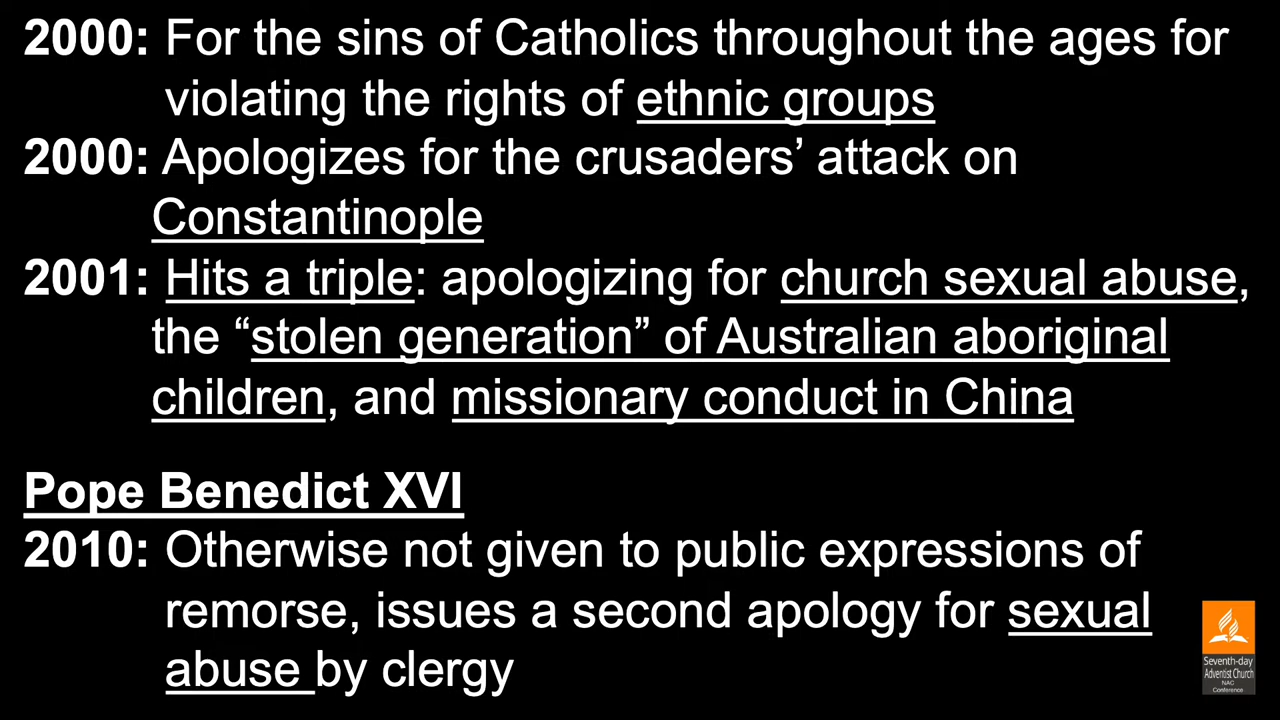 2000: For the sins of Catholics throughout the ages for
violating the rights of ethnic groups
2000: Apologizes for the crusaders’ attack on
Constantinople
2001: Hits a triple: apologizing for church sexual abuse,
the “stolen generation” of Australian aboriginal
children, and missionary conduct in China
Pope Benedict XVI
2010: Otherwise not given to public expressions of
remorse, issues a second apology for sexual
abuse by clergy
Seventh-day
Adventist Church
NAC
Conference